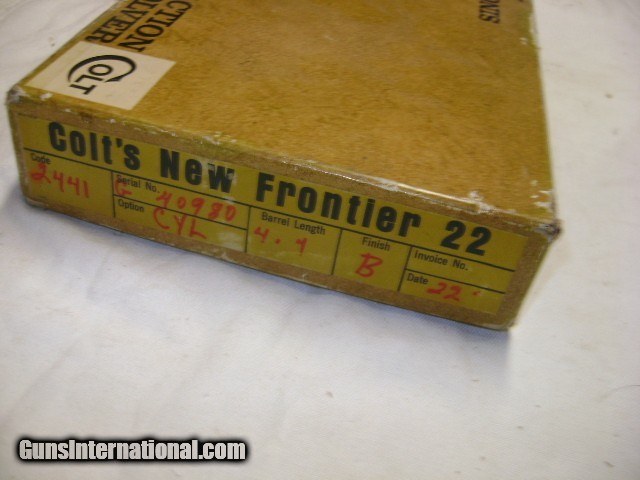 CTION
LVER
COLT
Colt's New Frontier 22
Code
2441
Serial No.
G 40980
Option
CYL
Barrel Length
4.4
Finish
B
Invoice No.
Date
22
GunsInternational.com